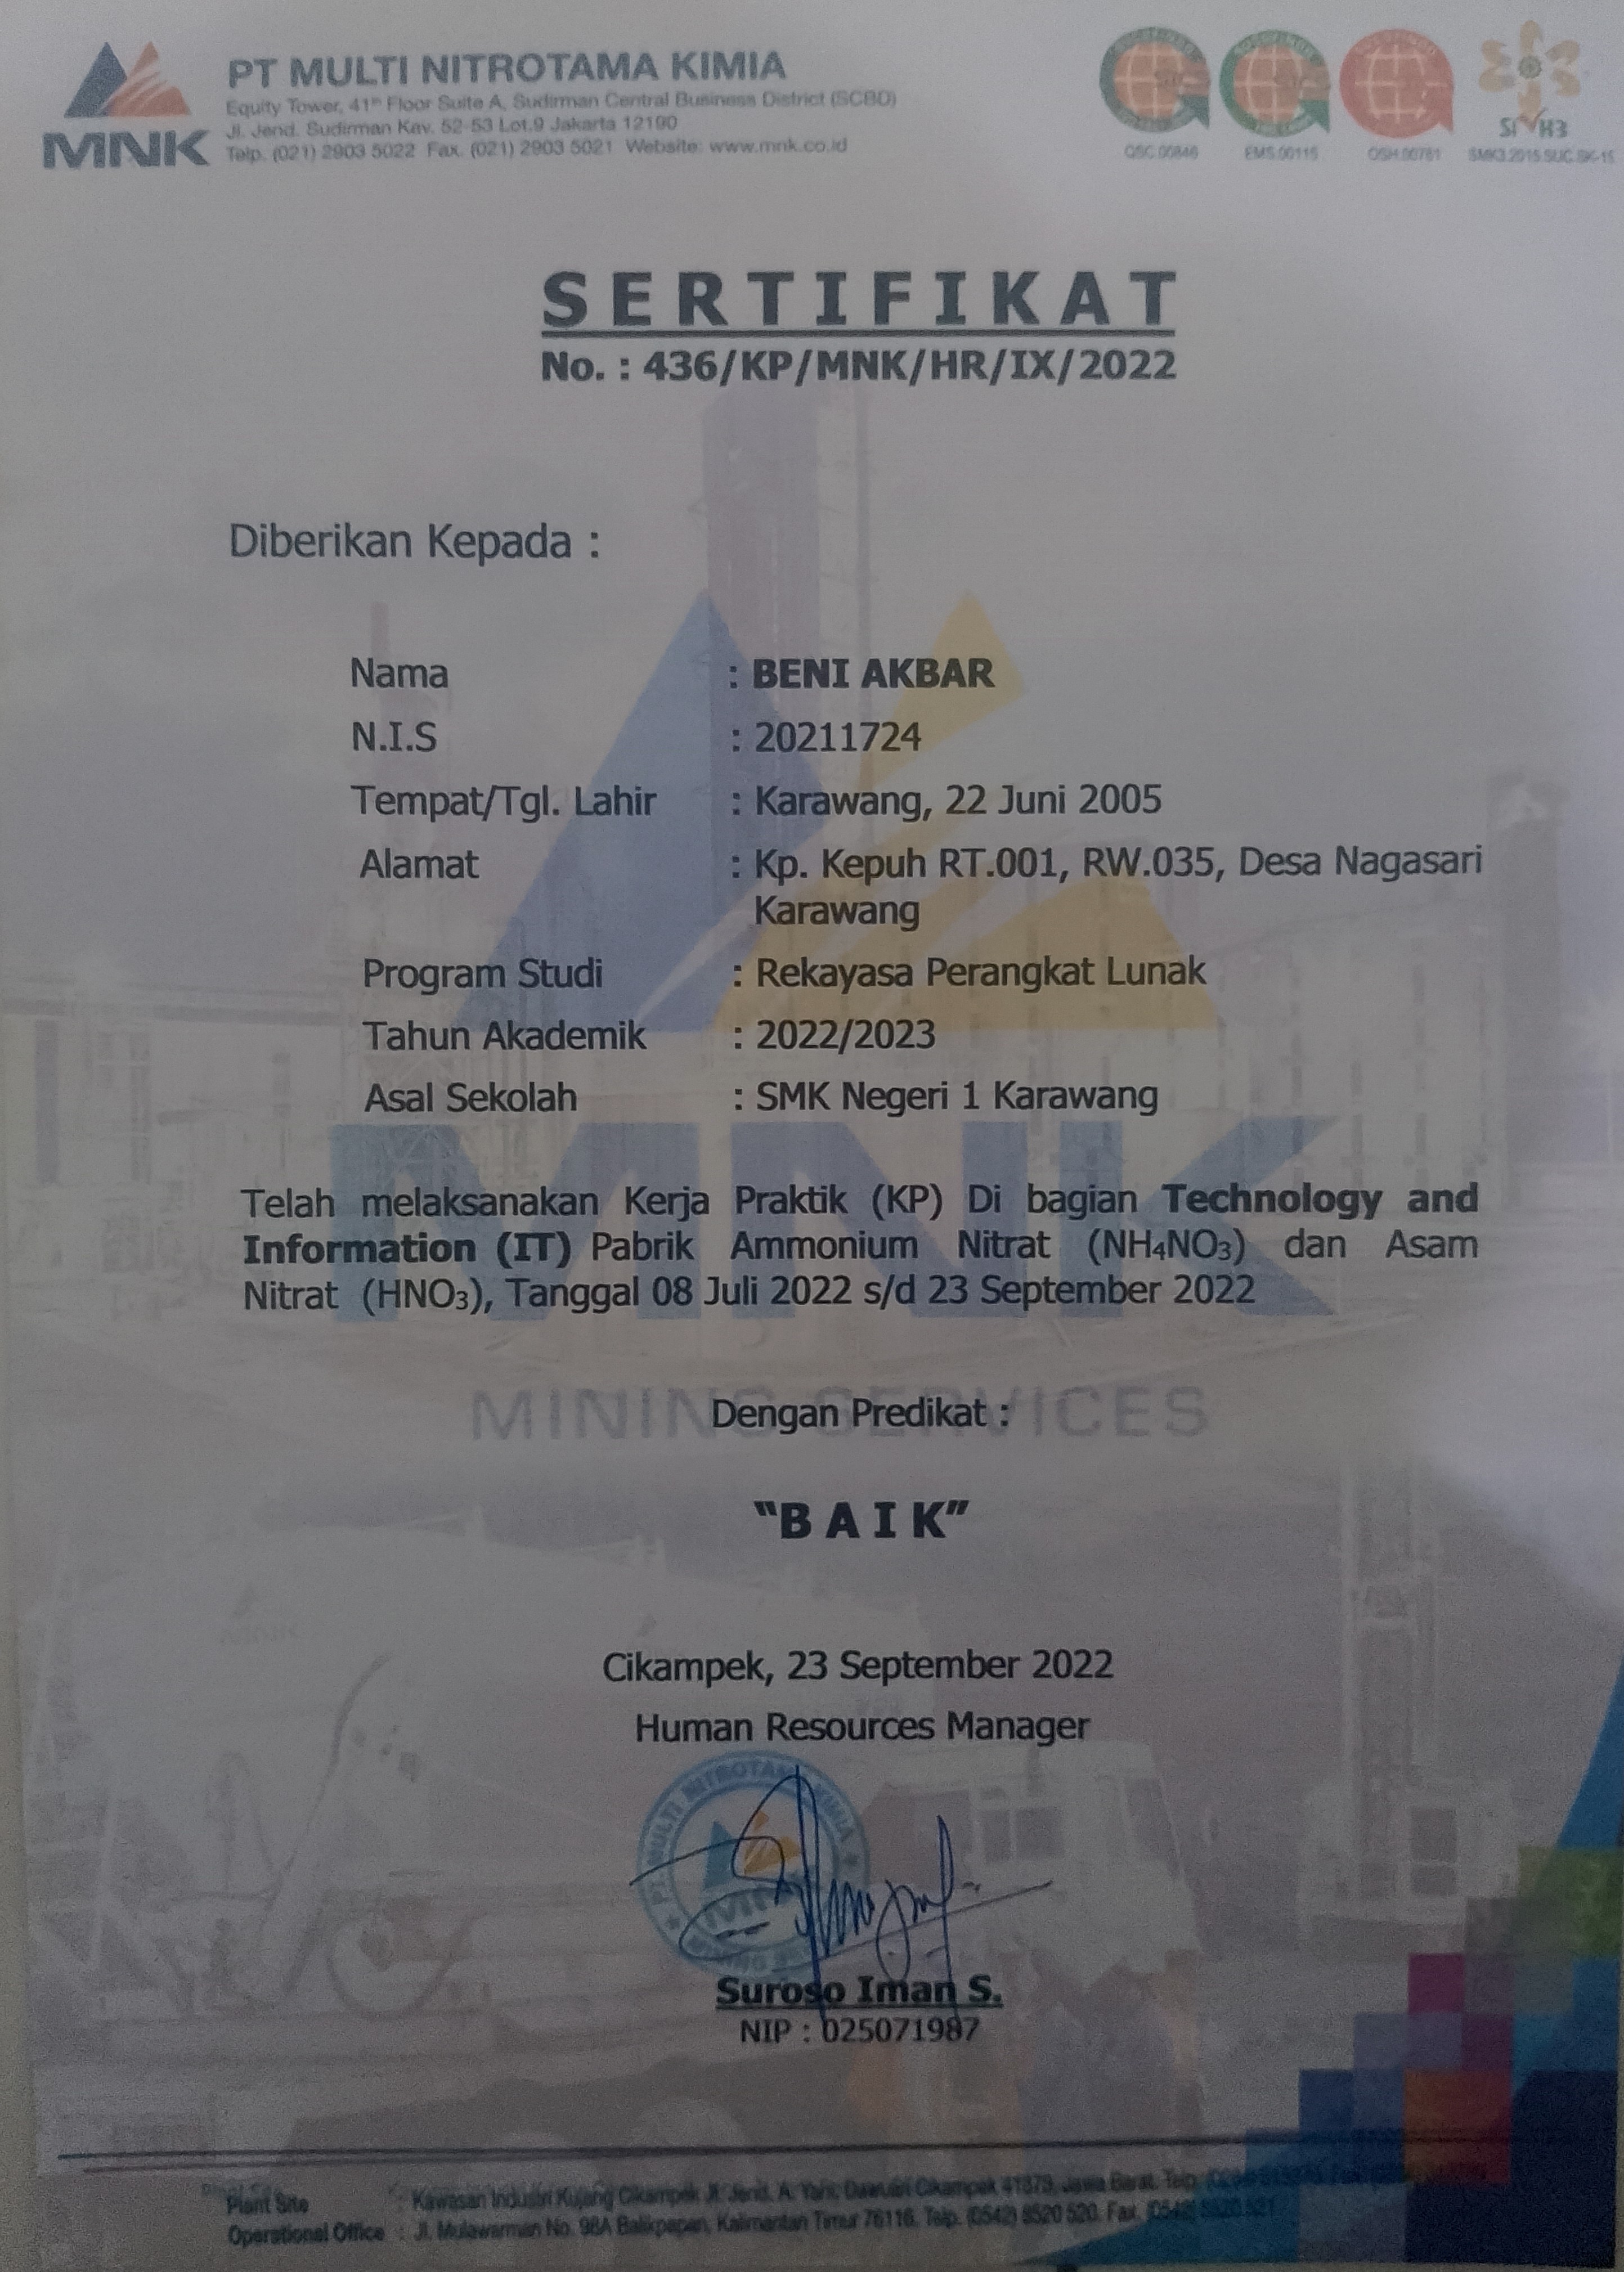 MNK
PT MULTI NITROTAMA KIMIA
Equity Tower, 41th Floor Suite A, Sudirman Central Business District (SCBD)
Jl. Jend. Sudirman Kav. 52-53 Lot.9 Jakarta 12190
Telp. (021) 2903 5022 Fax. (021) 2903 5021 Website: www.mnk.co.id
QSC.00846
EMS.00115
OSH.00781
SMK3.2015.SUC.SK-15
SERTIFIKAT
No. : 436/KP/MNK/HR/IX/2022
Diberikan Kepada :
Nama : BENI AKBAR
N.I.S : 20211724
Tempat/Tgl. Lahir : Karawang, 22 Juni 2005
Alamat : Kp. Kepuh RT.001, RW.035, Desa Nagasari
Karawang
Program Studi : Rekayasa Perangkat Lunak
Tahun Akademik : 2022/2023
Asal Sekolah : SMK Negeri 1 Karawang
MNK
Telah melaksanakan Kerja Praktik (KP) Di bagian Technology and
Information (IT) Pabrik Ammonium Nitrat (NH₄NO₃) dan Asam
Nitrat (HNO₃), Tanggal 08 Juli 2022 s/d 23 September 2022
MINING SERVICES
Dengan Predikat :
"B A I K"
Cikampek, 23 September 2022
Human Resources Manager
PT. MULTI NITROTAMA KIMIA
Suroso Iman S.
NIP : 025071987
Plant Site : Kawasan Industri Kujang Cikampek Jl. Jend. A. Yani, Cikampek 41373, Jawa Barat. Telp.
Operational Office : Jl. Mulawarman No. 98A Balikpapan, Kalimantan Timur 76116. Telp. (0542) 8520 520. Fax. (0542) 8520 521